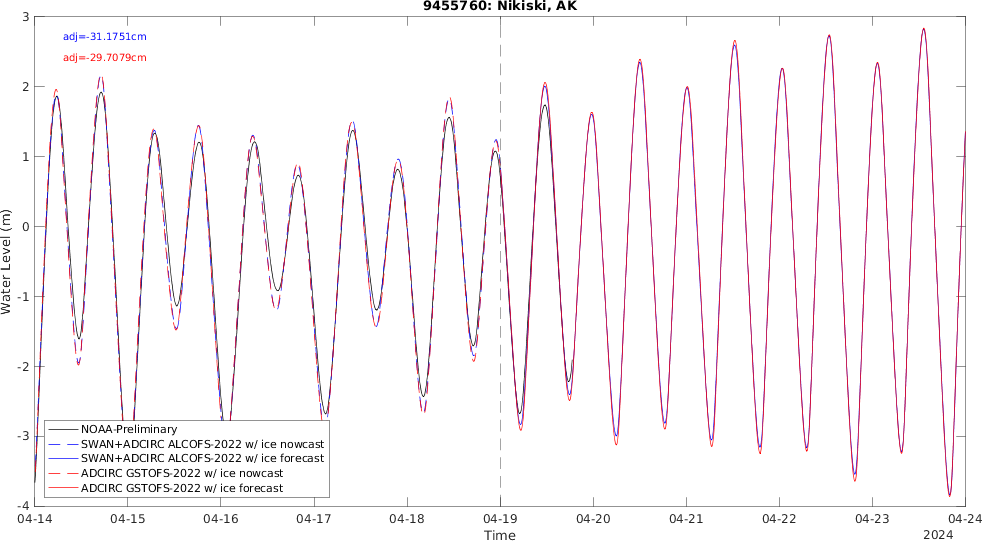 9455760: Nikiski, AK
adj=-31.1751cm
adj=-29.7079cm
Water Level (m)
3
2
1
0
-1
-2
-3
-4
NOAA-Preliminary
SWAN+ADCIRC ALCOFS-2022 w/ ice nowcast
SWAN+ADCIRC ALCOFS-2022 w/ ice forecast
ADCIRC GSTOFS-2022 w/ ice nowcast
ADCIRC GSTOFS-2022 w/ ice forecast
04-14 04-15 04-16 04-17 04-18 04-19 04-20 04-21 04-22 04-23 04-24
Time
2024